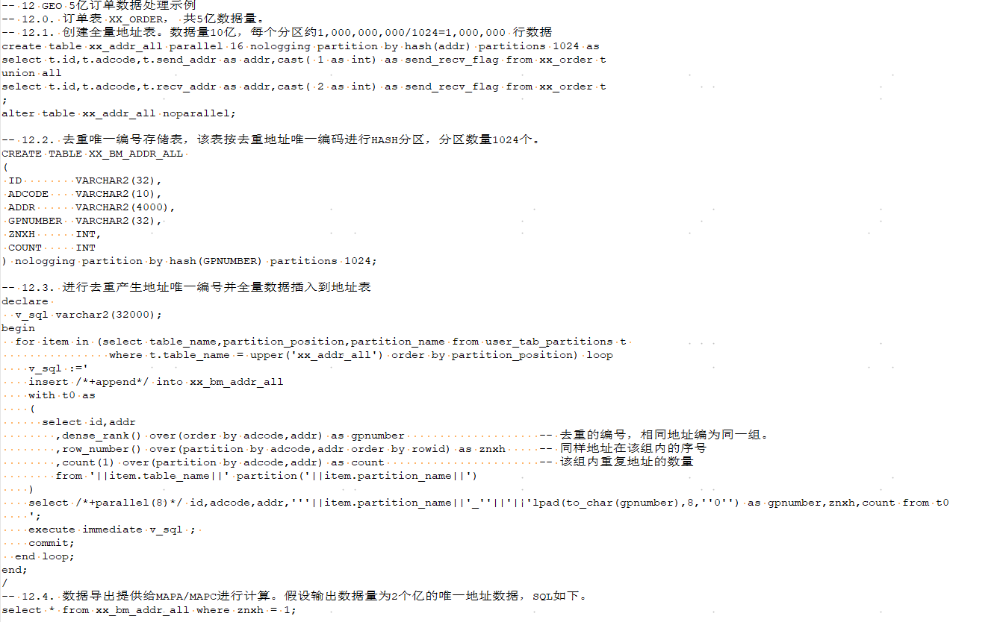 -- 12 GEO 5亿订单数据处理示例
-- 12.0. 订单表 XX_ORDER， 共5亿数据量。
-- 12.1. 创建全量地址表。数据量10亿，每个分区约1,000,000,000/1024=1,000,000 行数据
create table xx_addr_all parallel 16 nologging partition by hash(addr) partitions 1024 as
select t.id,t.adcode,t.send_addr as addr,cast( 1 as int) as send_recv_flag from xx_order t
union all
select t.id,t.adcode,t.recv_addr as addr,cast( 2 as int) as send_recv_flag from xx_order t
;
alter table xx_addr_all noparallel;
-- 12.2. 去重唯一编号存储表，该表按去重地址唯一编码进行HASH分区，分区数量1024个。
CREATE TABLE XX_BM_ADDR_ALL
(
 ID        VARCHAR2(32),
 ADCODE    VARCHAR2(10),
 ADDR      VARCHAR2(4000),
 GPNUMBER  VARCHAR2(32),
 ZNXH      INT,
 COUNT     INT
) nologging partition by hash(GPNUMBER) partitions 1024;
-- 12.3. 进行去重产生地址唯一编号并全量数据插入到地址表
declare
  v_sql varchar2(32000);
begin
  for item in (select table_name,partition_position,partition_name from user_tab_partitions t
                where t.table_name = upper('xx_addr_all') order by partition_position) loop
    v_sql :='
    insert /*+append*/ into xx_bm_addr_all
    with t0 as
    (
      select id,addr
        ,dense_rank() over(order by adcode,addr) as gpnumber                    -- 去重的编号，相同地址编为同一组。
        ,row_number() over(partition by adcode,addr order by rowid) as znxh     -- 同样地址在该组内的序号
        ,count(1) over(partition by adcode,addr) as count                       -- 该组内重复地址的数量
        from '||item.table_name||' partition('||item.partition_name||')
    )
    select /*+parallel(8)*/ id,adcode,addr,'''||item.partition_name||'_''||'||'lpad(to_char(gpnumber),8,''0'') as gpnumber,znxh,count from t0
    ';
    execute immediate v_sql ;
    commit;
  end loop;
end;
/
-- 12.4. 数据导出提供给MAPA/MAPC进行计算。假设输出数据量为2个亿的唯一地址数据，SQL如下。
select * from xx_bm_addr_all where znxh = 1;